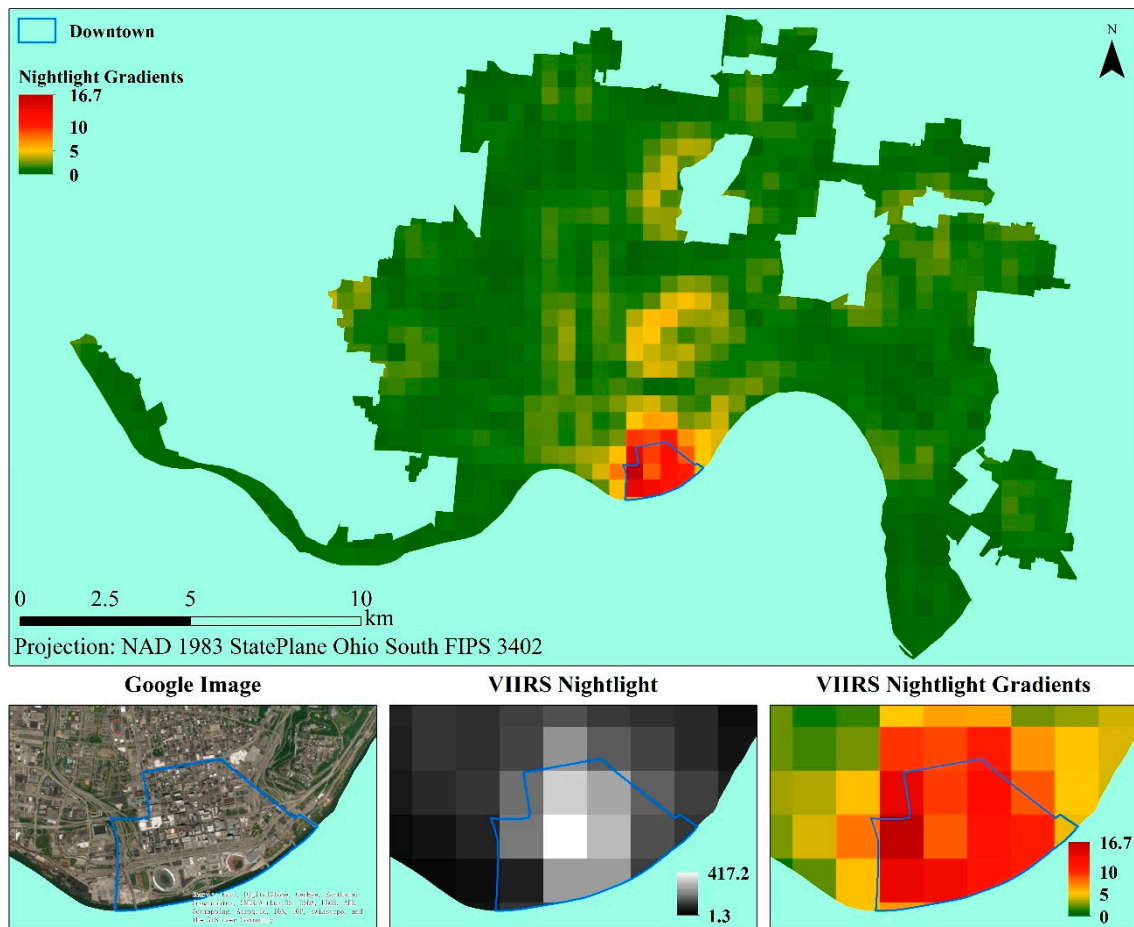 Downtown
N
Nightlight Gradients
16.7
10
5
0
0 2.5 5 10
km
Projection: NAD 1983 StatePlane Ohio South FIPS 3402
Google Image
VIIRS Nightlight
VIIRS Nightlight Gradients
417.2
1.3
16.7
10
5
0